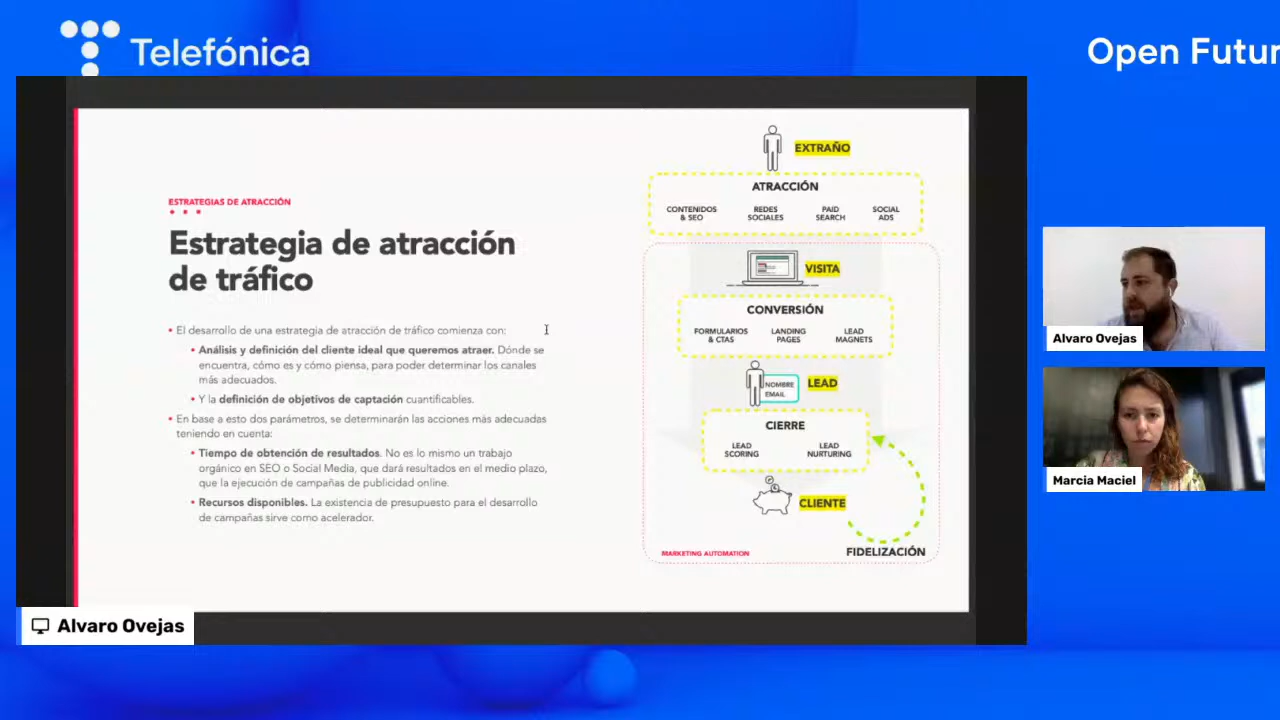 Telefónica
Open Futur
ESTRATEGIAS DE ATRACCIÓN
Estrategia de atracción
de tráfico
• El desarrollo de una estrategia de atracción de tráfico comienza con:
• Análisis y definición del cliente ideal que queremos atraer. Dónde se
encuentra, cómo es y cómo piensa, para poder determinar los canales
más adecuados.
• Y la definición de objetivos de captación cuantificables.
• En base a esto dos parámetros, se determinarán las acciones más adecuadas
teniendo en cuenta:
• Tiempo de obtención de resultados. No es lo mismo un trabajo
orgánico en SEO o Social Media, que dará resultados en el medio plazo,
que la ejecución de campañas de publicidad online.
• Recursos disponibles. La existencia de presupuesto para el desarrollo
de campañas sirve como acelerador.
EXTRAÑO
ATRACCIÓN
CONTENIDOS
& SEO
REDES
SOCIALES
PAID
SEARCH
SOCIAL
ADS
VISITA
CONVERSIÓN
FORMULARIOS
& CTAS
LANDING
PAGES
LEAD
MAGNETS
NOMBRE
EMAIL
LEAD
CIERRE
LEAD
SCORING
LEAD
NURTURING
CLIENTE
MARKETING AUTOMATION
FIDELIZACIÓN
Alvaro Ovejas
Marcia Maciel
Alvaro Ovejas